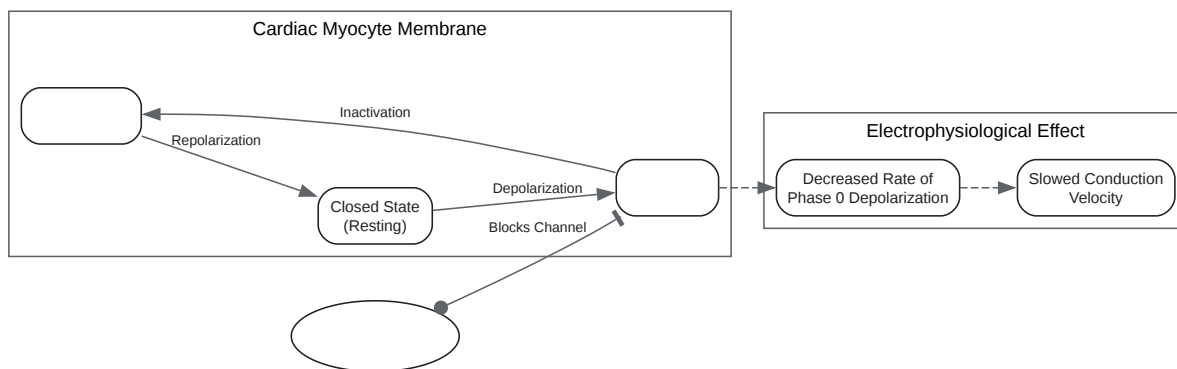 Cardiac Myocyte Membrane
Inactivation
Repolarization
Closed State
(Resting)
Depolarization
Blocks Channel
Electrophysiological Effect
Decreased Rate of
Phase 0 Depolarization
Slowed Conduction
Velocity